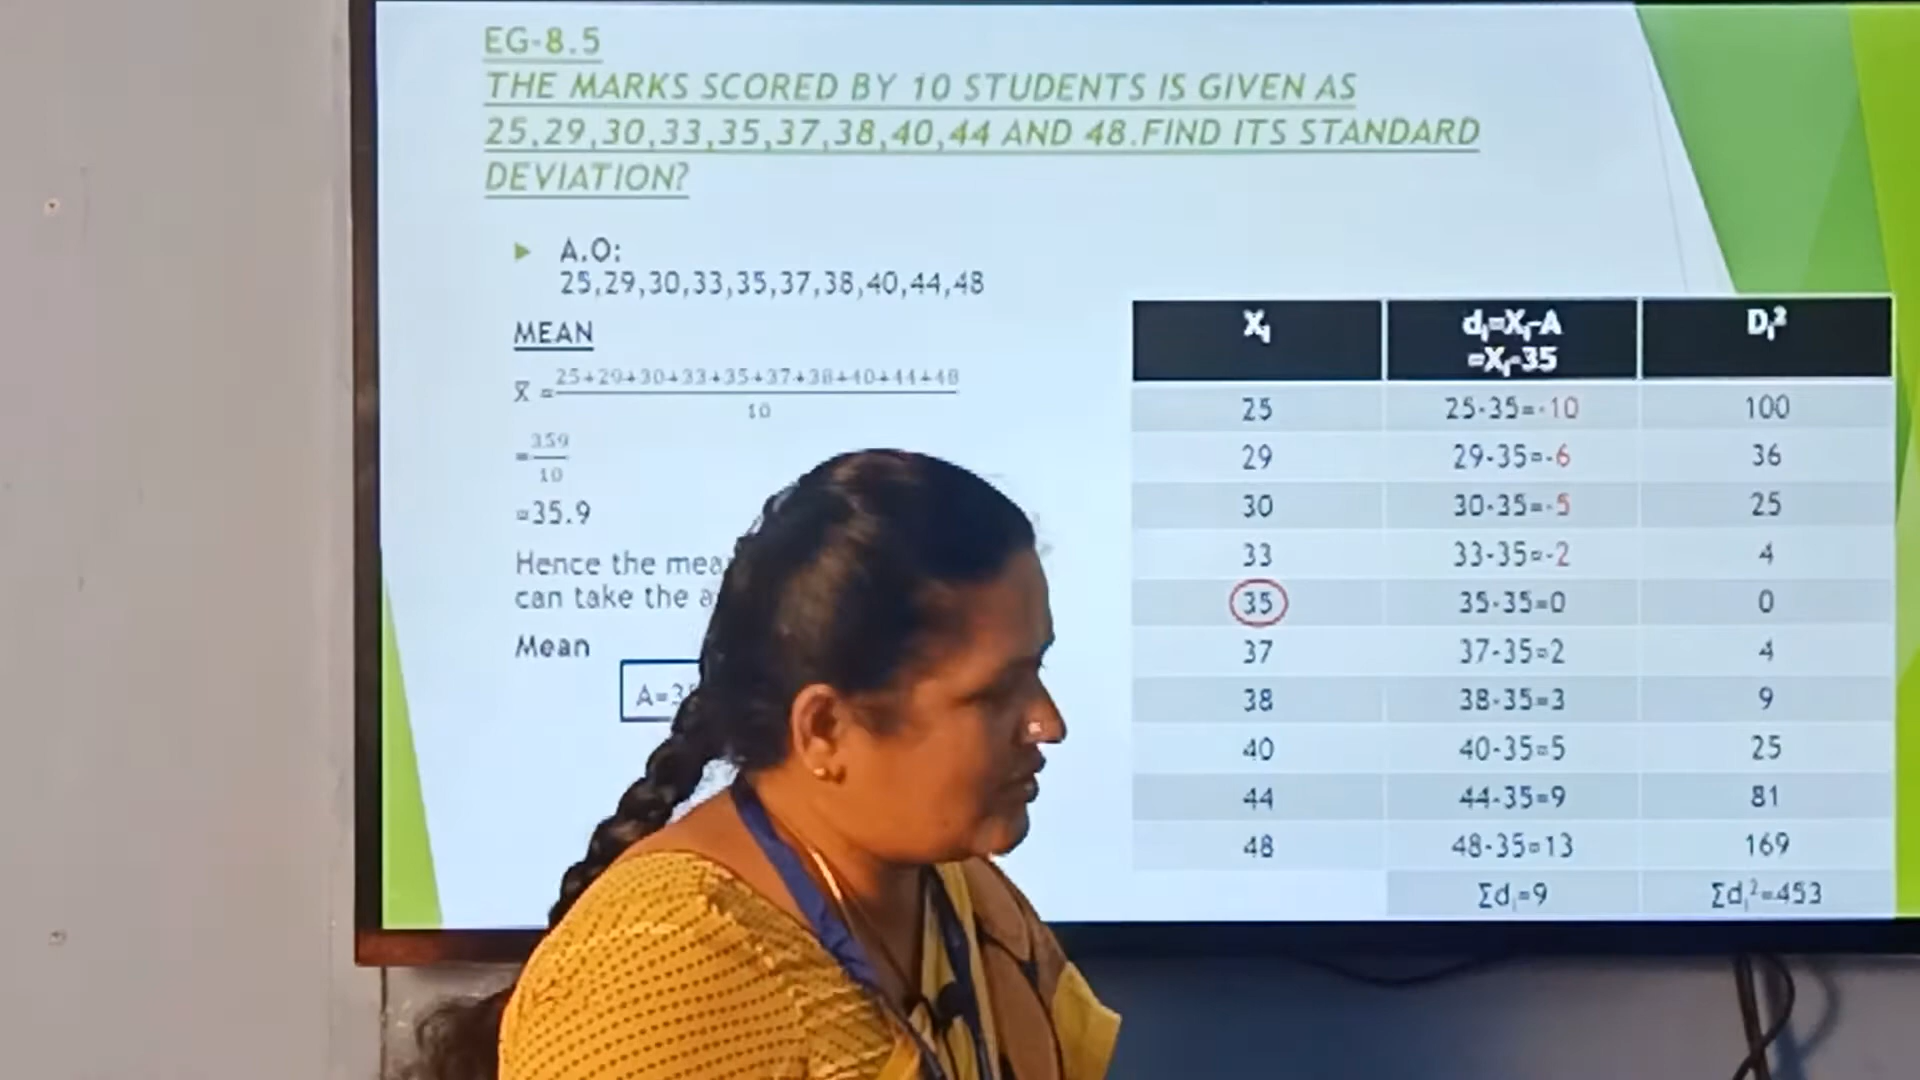 EG-8.5
THE MARKS SCORED BY 10 STUDENTS IS GIVEN AS
25,29,30,33,35,37,38,40,44 AND 48.FIND ITS STANDARD
DEVIATION?
A.O:
25,29,30,33,35,37,38,40,44,48
MEAN
x̄ = 25+29+30+33+35+37+38+40+44+48
10
= 359
10
=35.9
Hence the
can take the
Mean
Xᵢ dᵢ=Xᵢ-A Dᵢ²
=Xᵢ-35
25 25-35=-10 100
29 29-35=-6 36
30 30-35=-5 25
33 33-35=-2 4
35 35-35=0 0
37 37-35=2 4
38 38-35=3 9
40 40-35=5 25
44 44-35=9 81
48 48-35=13 169
Σdᵢ=9 Σdᵢ²=453